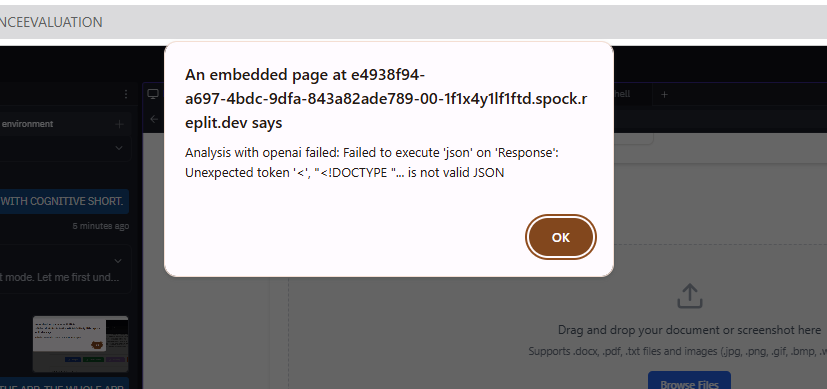 NCEEVALUATION
An embedded page at e4938f94-
a697-4bdc-9dfa-843a82ade789-00-1f1x4y1lf1ftd.spock.r
eplit.dev says
Analysis with openai failed: Failed to execute 'json' on 'Response':
Unexpected token '<', "<!DOCTYPE "... is not valid JSON
OK
hell
environment
WITH COGNITIVE SHORT.
5 minutes ago
t mode. Let me first und...
Drag and drop your document or screenshot here
Supports .docx, .pdf, .txt files and images (.jpg, .png, .gif, .bmp, .w
Browse Files
THE APP. THE WHOLE APP